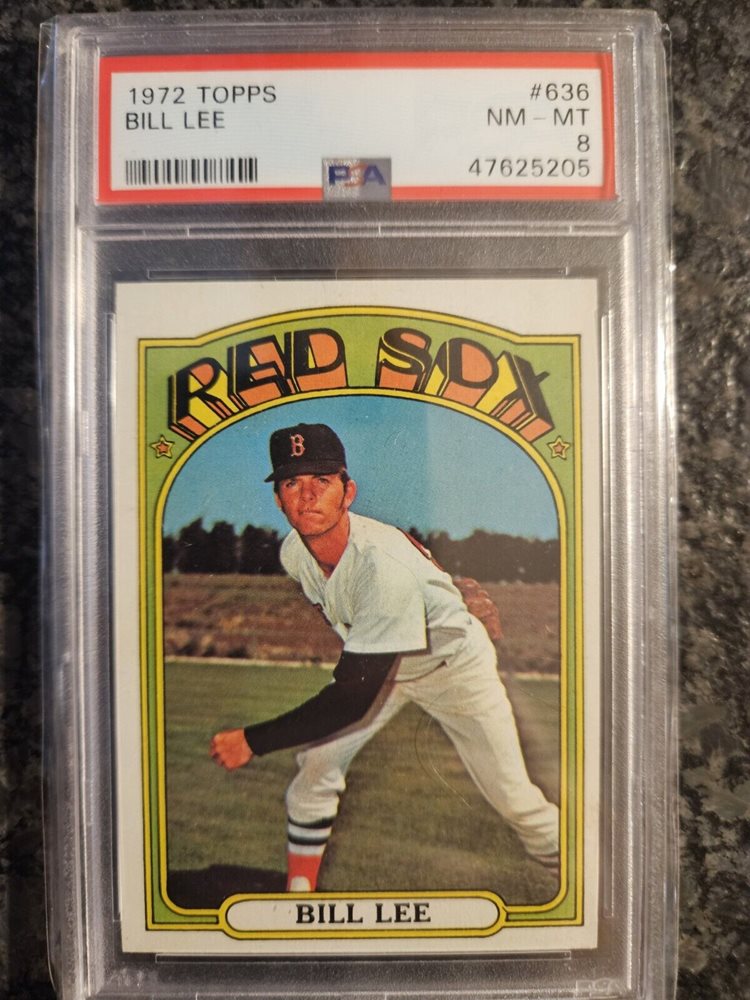 1972 TOPPS #636
BILL LEE NM - MT
8
47625205
PSA
RED SOX
B
BILL LEE